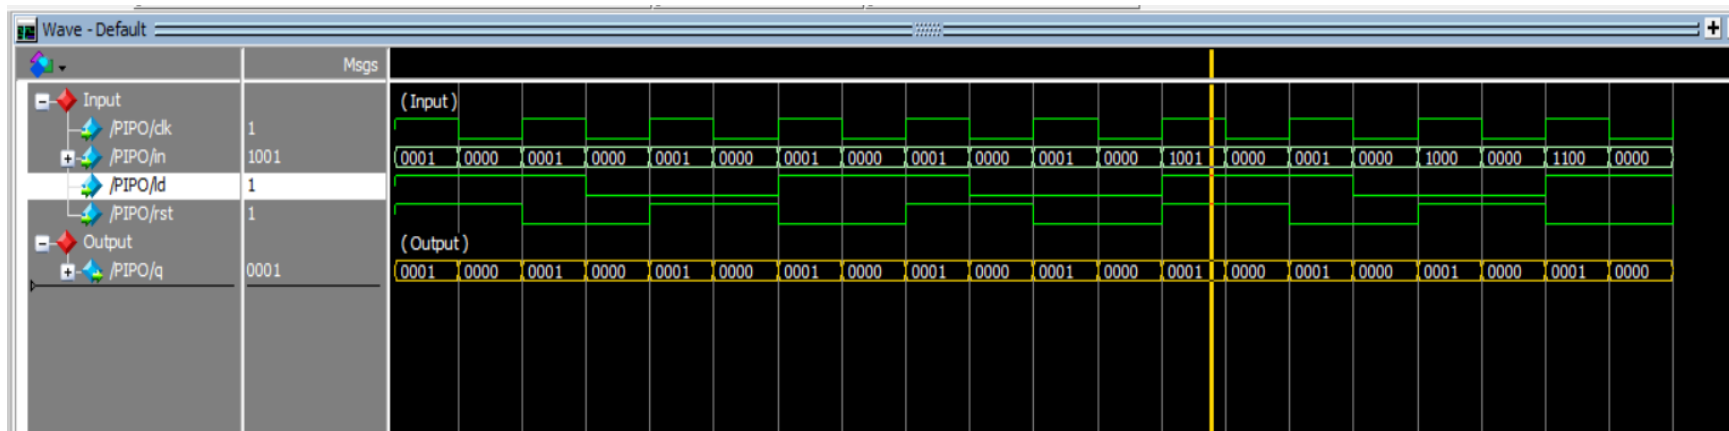 Wave - Default
Msgs
Input
(Input)
/PIPO/clk 1
/PIPO/in 1001 0001 0000 0001 0000 0001 0000 0001 0000 0001 0000 0001 0000 1001 0000 0001 0000 1000 0000 1100 0000
/PIPO/ld 1
/PIPO/rst 1
Output (Output)
/PIPO/q 0001 0001 0000 0001 0000 0001 0000 0001 0000 0001 0000 0001 0000 0001 0000 0001 0000 0001 0000 0001 0000